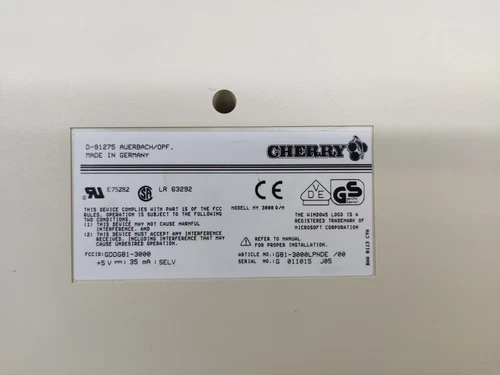 D-91275 AUERBACH/OPF.
MADE IN GERMANY
CHERRY
E75282
LR 63292
CE
VDE
GS
MODELL MY 3000 D/M
THIS DEVICE COMPLIES WITH PART 15 OF THE FCC
RULES. OPERATION IS SUBJECT TO THE FOLLOWING
TWO CONDITIONS:
(1) THIS DEVICE MAY NOT CAUSE HARMFUL
INTERFERENCE, AND
(2) THIS DEVICE MUST ACCEPT ANY INTERFERENCE
RECEIVED, INCLUDING INTERFERENCE THAT MAY
CAUSE UNDESIRED OPERATION.
THE WINDOWS LOGO IS A
REGISTERED TRADEMARK OF
MICROSOFT CORPORATION
REFER TO MANUAL
FOR PROPER INSTALLATION.
FCCID:GDDG81-3000
+5 V 35 mA; SELV
ARTICLE NO.: G81-3000LPNDE /00
SERIAL NO.: G 011015 J05